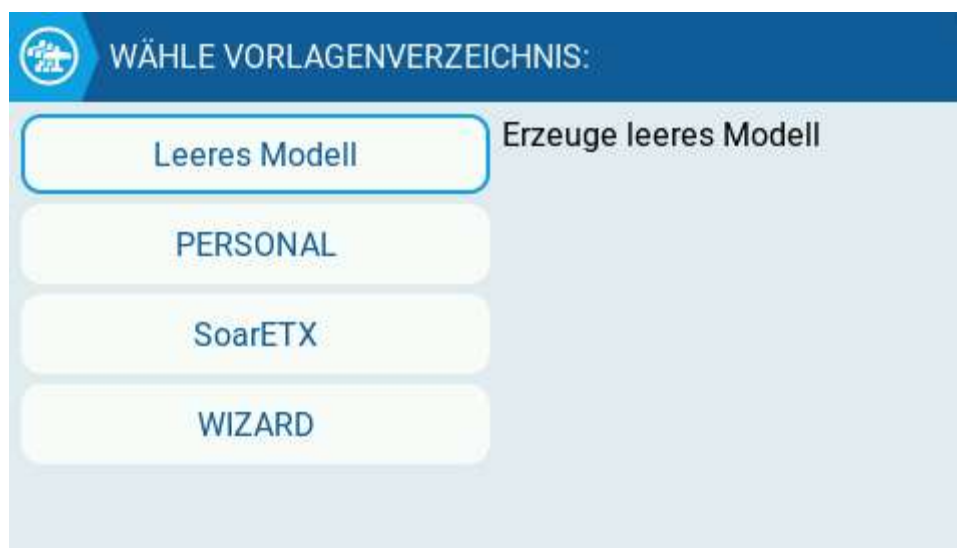 WÄHLE VORLAGENVERZEICHNIS:
Leeres Modell
Erzeuge leeres Modell
PERSONAL
SoarETX
WIZARD